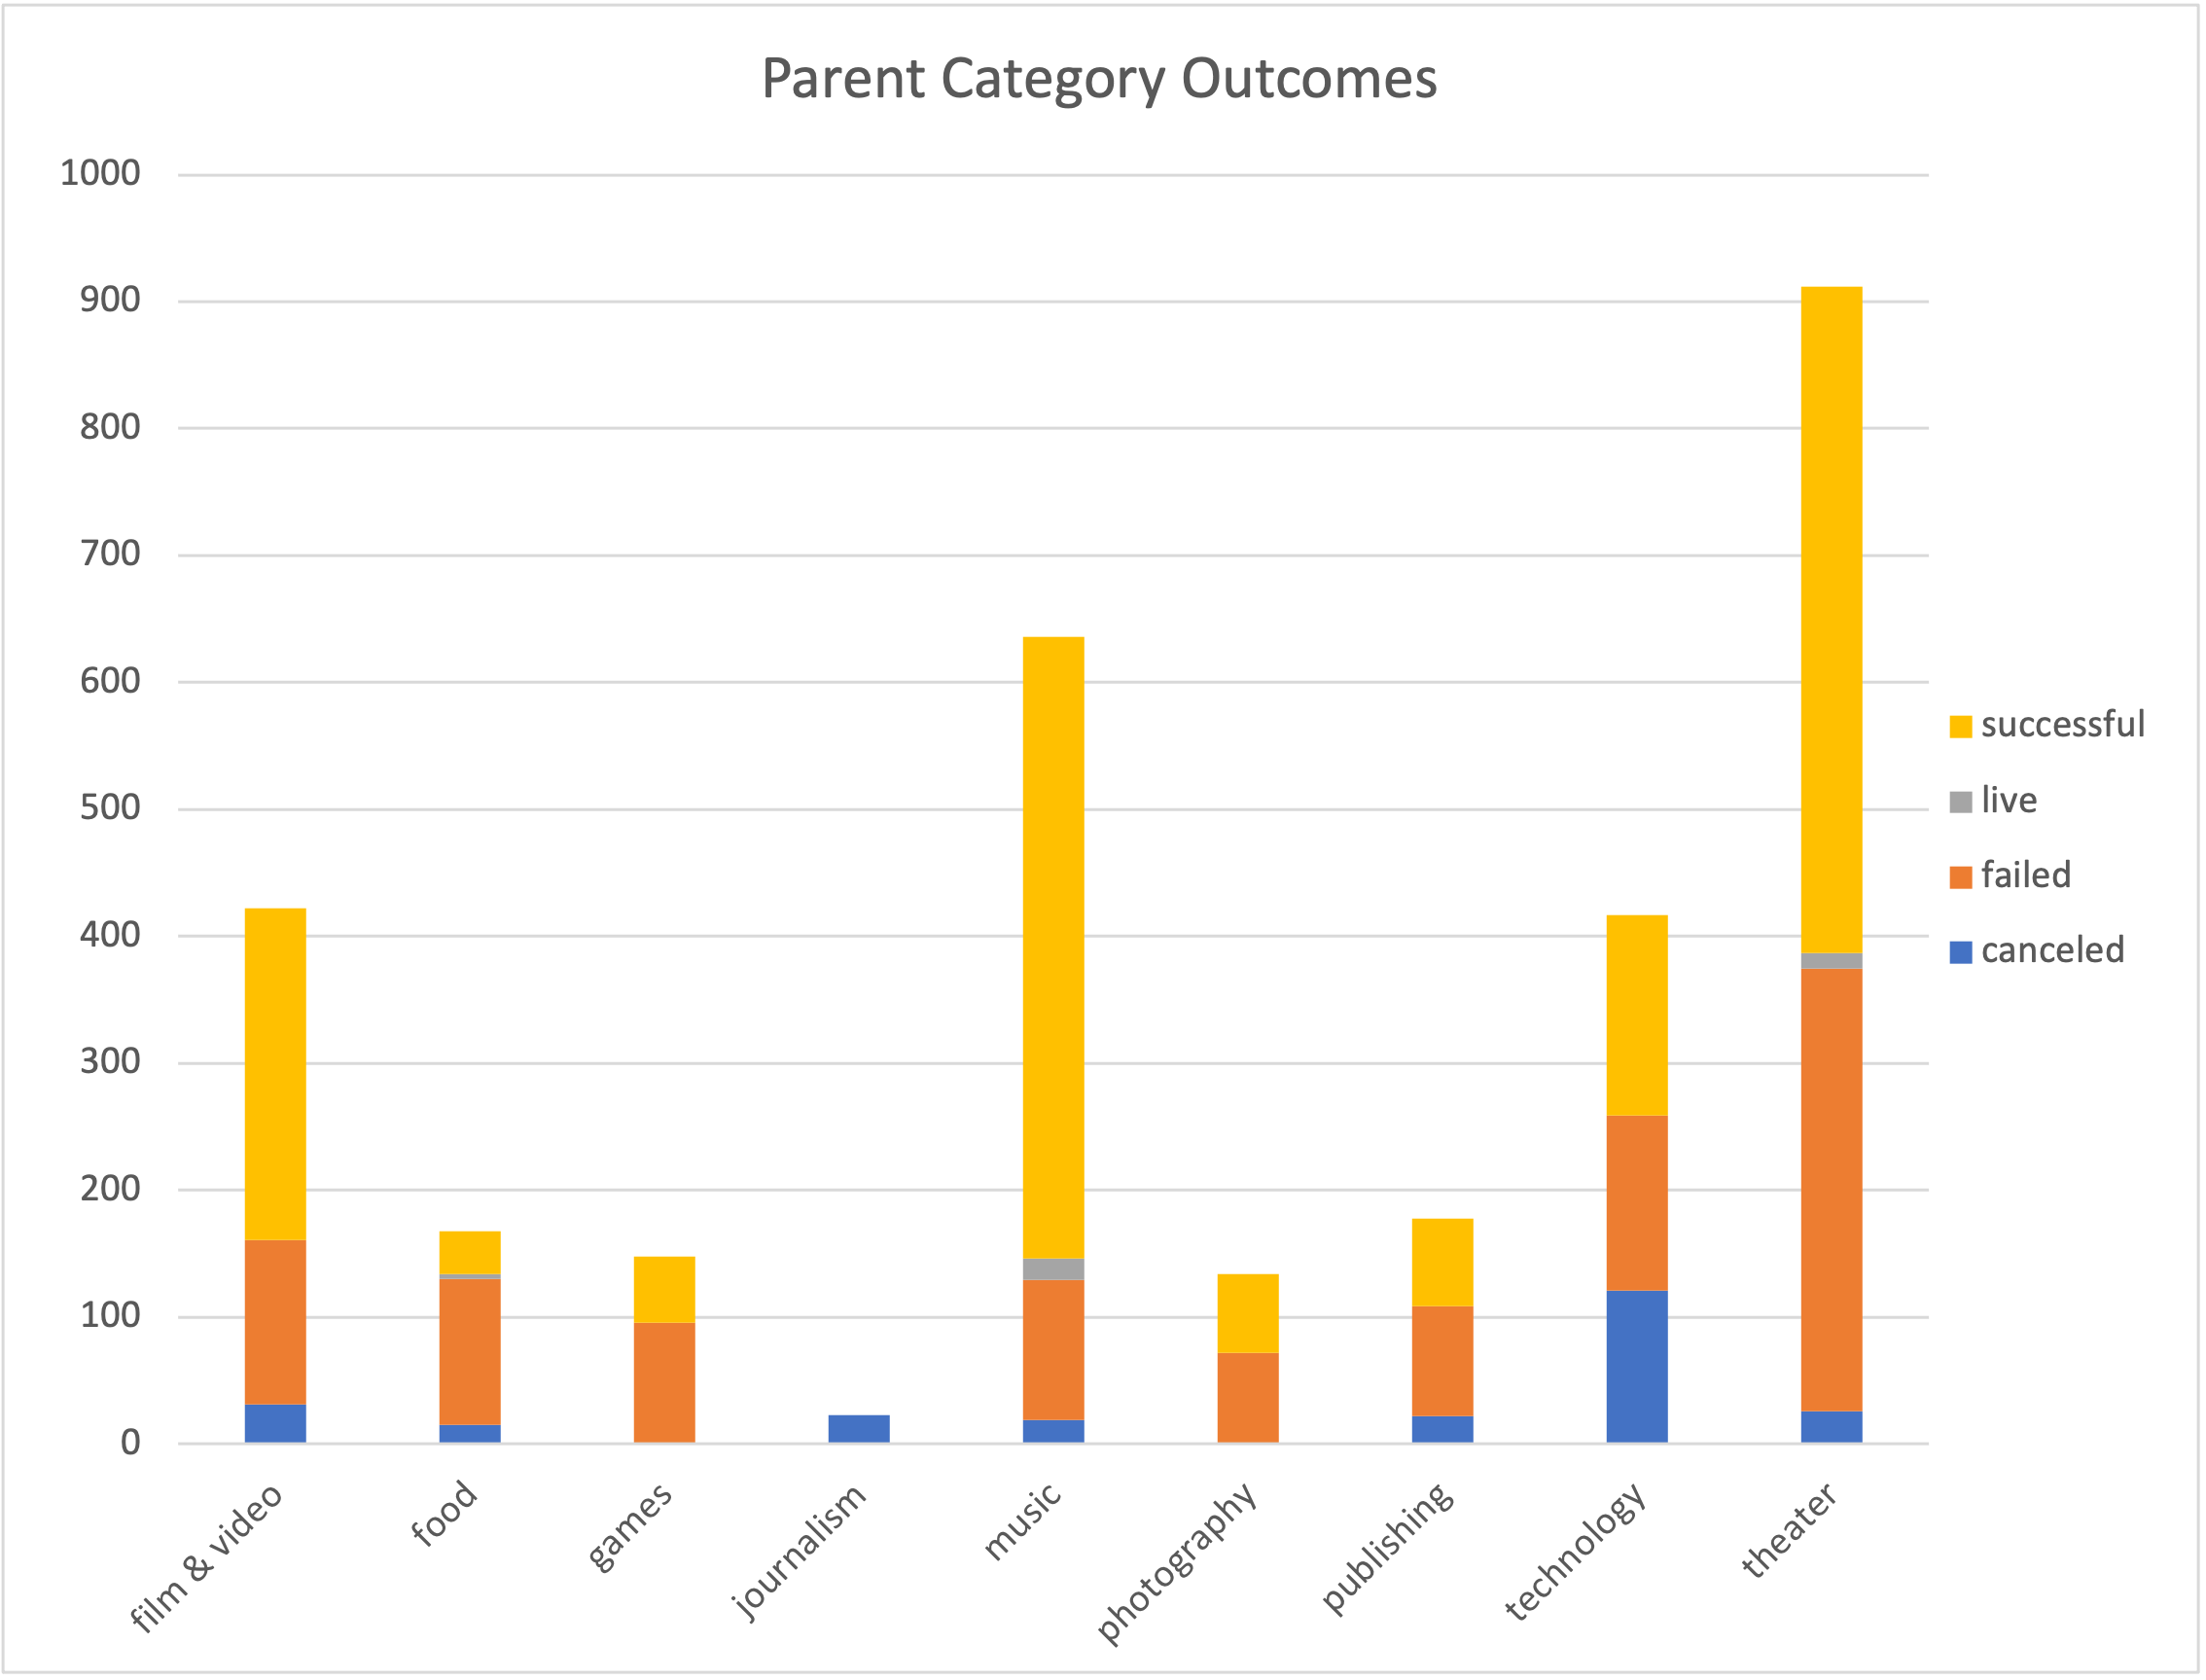 Parent Category Outcomes
1000
900
800
700
600
500
400
300
200
100
0
successful
live
failed
canceled
film & video
food
games
journalism
music
photography
publishing
technology
theater